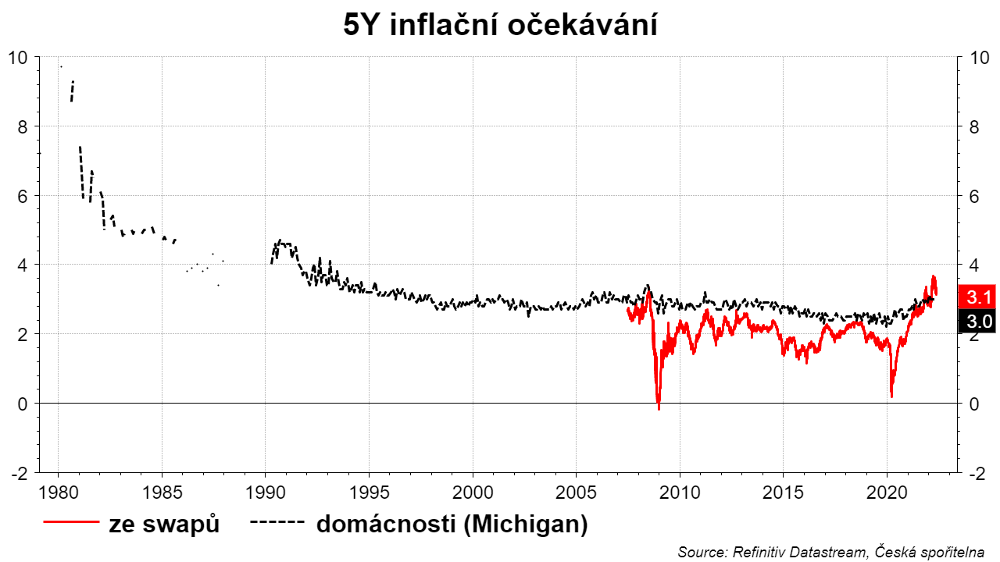 5Y inflační očekávání
10 10
8 8
6 6
4 4
3.1
3.0
2 2
0 0
-2 -2
1980 1985 1990 1995 2000 2005 2010 2015 2020
ze swapů domácnosti (Michigan)
Source: Refinitiv Datastream, Česká spořitelna